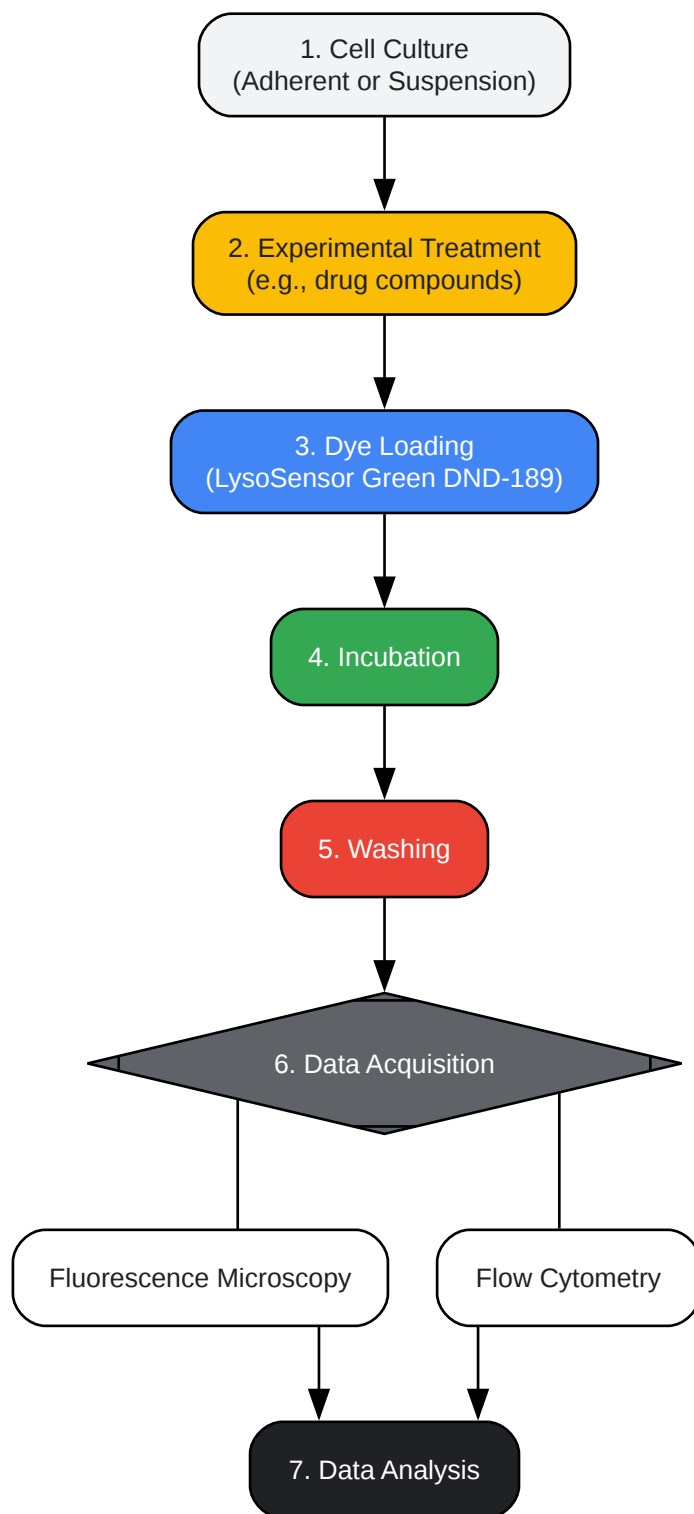 1. Cell Culture
(Adherent or Suspension)
2. Experimental Treatment
(e.g., drug compounds)
3. Dye Loading
(LysoSensor Green DND-189)
4. Incubation
5. Washing
6. Data Acquisition
Fluorescence Microscopy
Flow Cytometry
7. Data Analysis